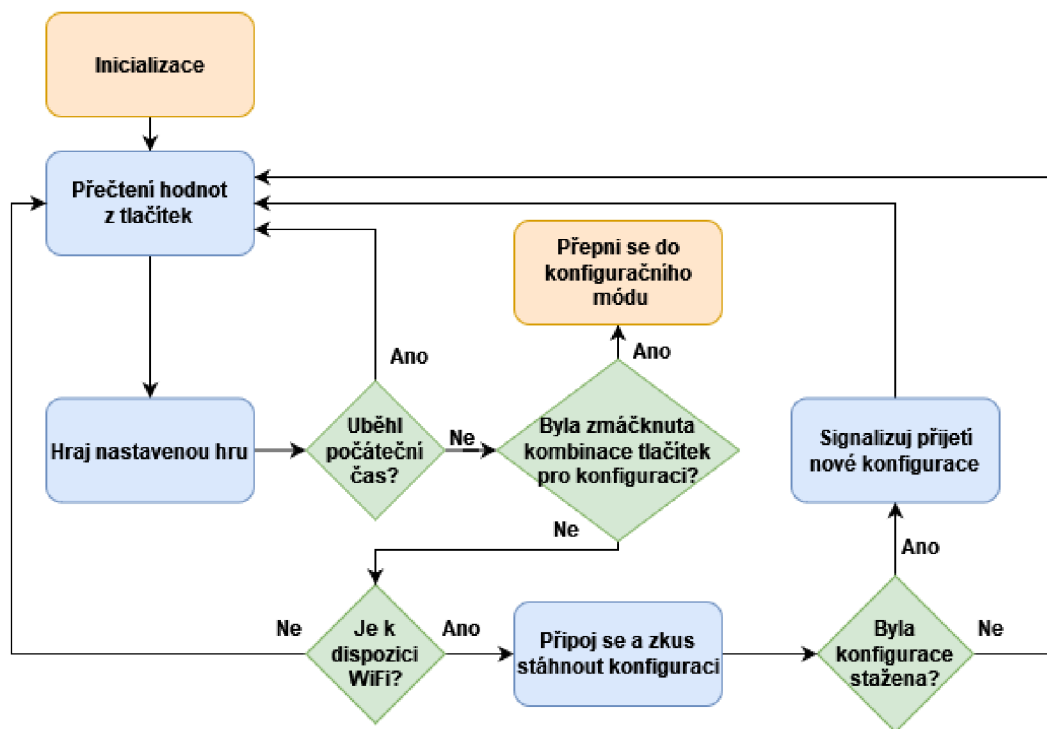 Inicializace
Přečtení hodnot
z tlačítek
Přepni se do
konfiguračního
módu
Ano
Ano
Hraj nastavenou hru
Uběhl
počáteční
čas?
Ne
Byla zmáčknuta
kombinace tlačítek
pro konfiguraci?
Signalizuj přijetí
nové konfigurace
Ne
Ano
Ne
Je k
dispozici
WiFi?
Ano
Připoj se a zkus
stáhnout konfiguraci
Byla
konfigurace
stažena?
Ne